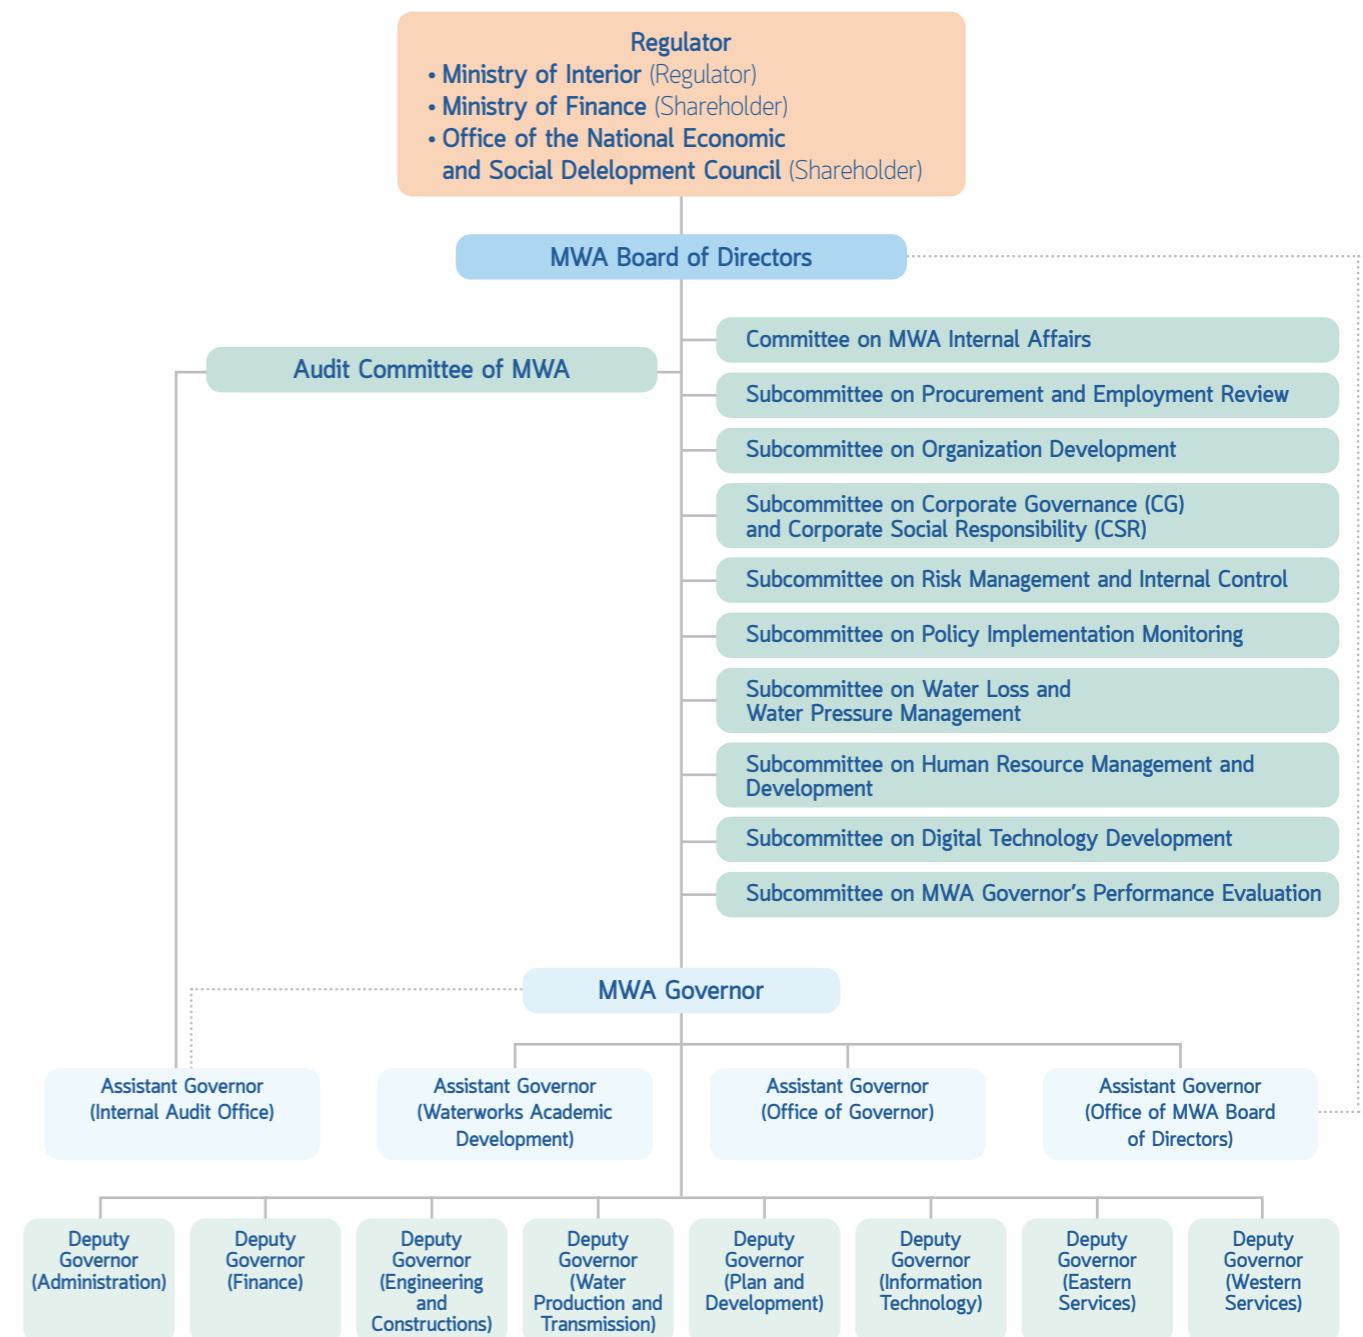 Regulator
• Ministry of Interior (Regulator)
• Ministry of Finance (Shareholder)
• Office of the National Economic
and Social Delelopment Council (Shareholder)
MWA Board of Directors
Audit Committee of MWA
Committee on MWA Internal Affairs
Subcommittee on Procurement and Employment Review
Subcommittee on Organization Development
Subcommittee on Corporate Governance (CG)
and Corporate Social Responsibility (CSR)
Subcommittee on Risk Management and Internal Control
Subcommittee on Policy Implementation Monitoring
Subcommittee on Water Loss and
Water Pressure Management
Subcommittee on Human Resource Management and
Development
Subcommittee on Digital Technology Development
Subcommittee on MWA Governor's Performance Evaluation
MWA Governor
Assistant Governor
(Internal Audit Office)
Assistant Governor
(Waterworks Academic
Development)
Assistant Governor
(Office of Governor)
Assistant Governor
(Office of MWA Board
of Directors)
Deputy
Governor
(Administration)
Deputy
Governor
(Finance)
Deputy
Governor
(Engineering
and
Constructions)
Deputy
Governor
(Water
Production and
Transmission)
Deputy
Governor
(Plan and
Development)
Deputy
Governor
(Information
Technology)
Deputy
Governor
(Eastern
Services)
Deputy
Governor
(Western
Services)